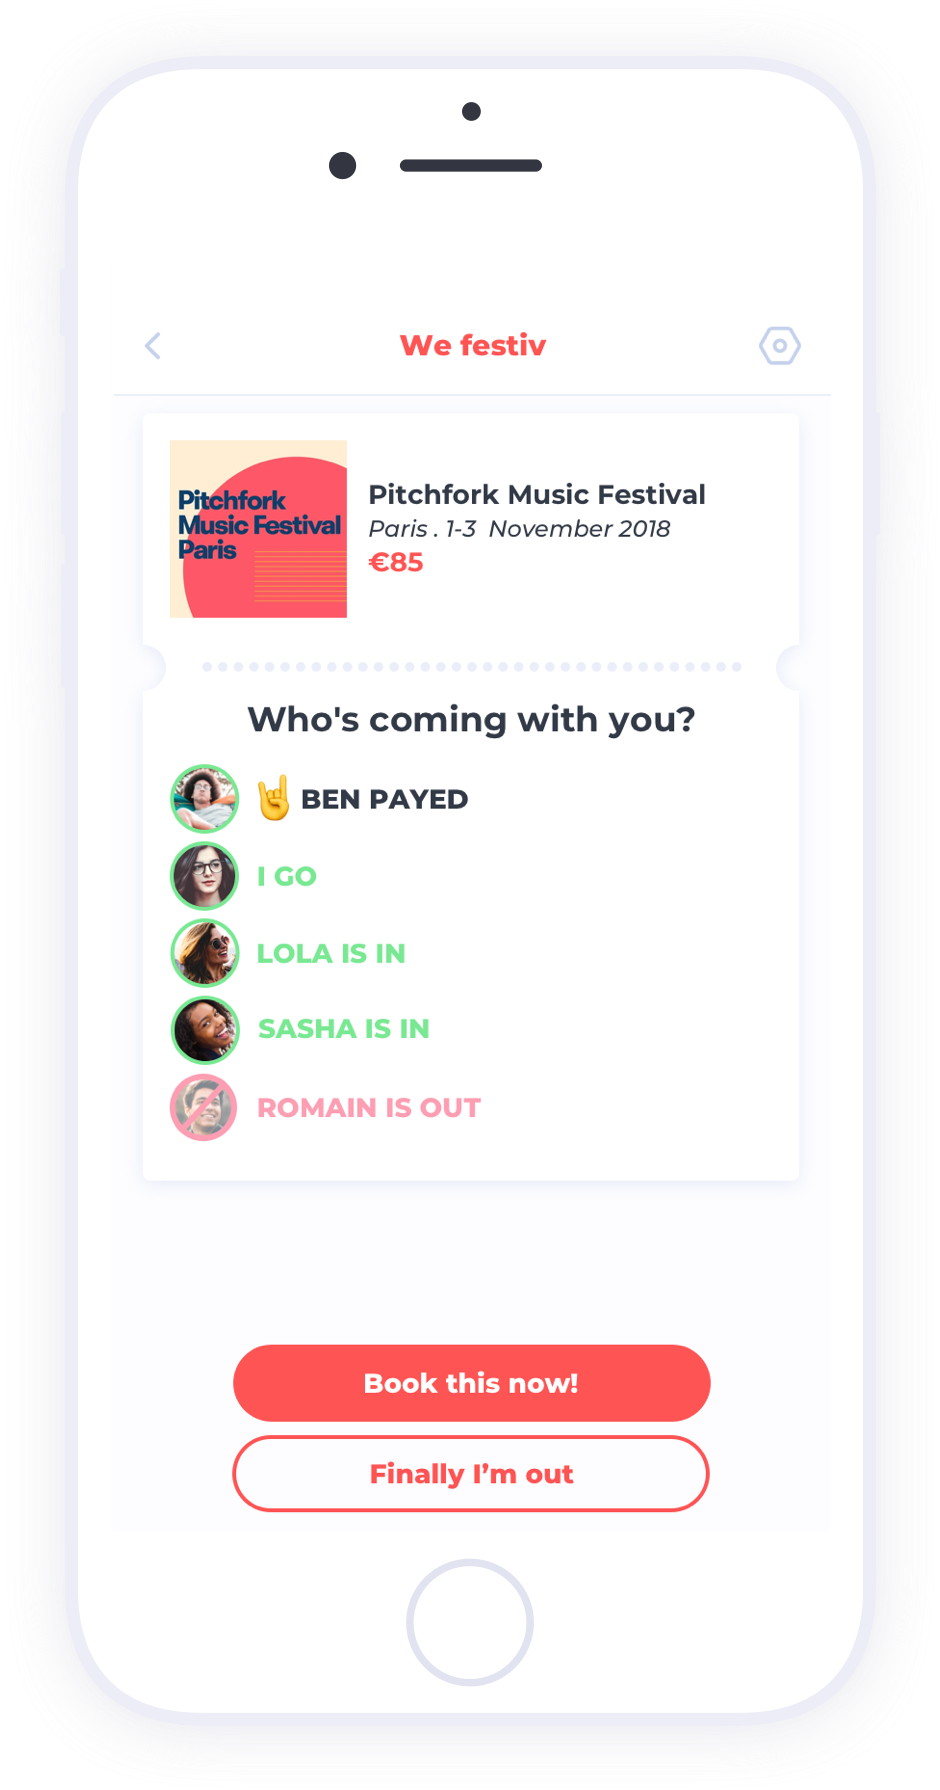 We festiv
Pitchfork
Music Festival
Paris
Pitchfork Music Festival
Paris . 1-3 November 2018
€85
Who's coming with you?
🤘 BEN PAYED
I GO
LOLA IS IN
SASHA IS IN
ROMAIN IS OUT
Book this now!
Finally I’m out